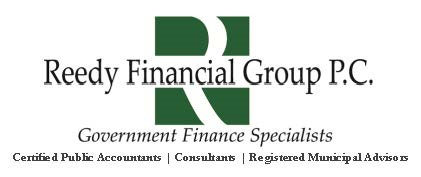 R
Reedy Financial Group P.C.
Government Finance Specialists
Certified Public Accountants | Consultants | Registered Municipal Advisors